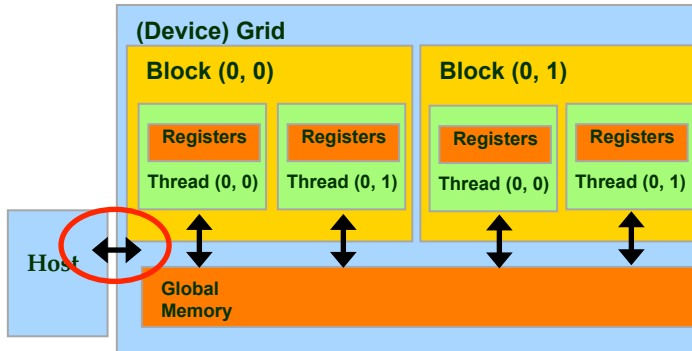 (Device) Grid
Block (0, 0)
Block (0, 1)
Registers
Registers
Registers
Registers
Thread (0, 0)
Thread (0, 1)
Thread (0, 0)
Thread (0, 1)
Host
Global
Memory